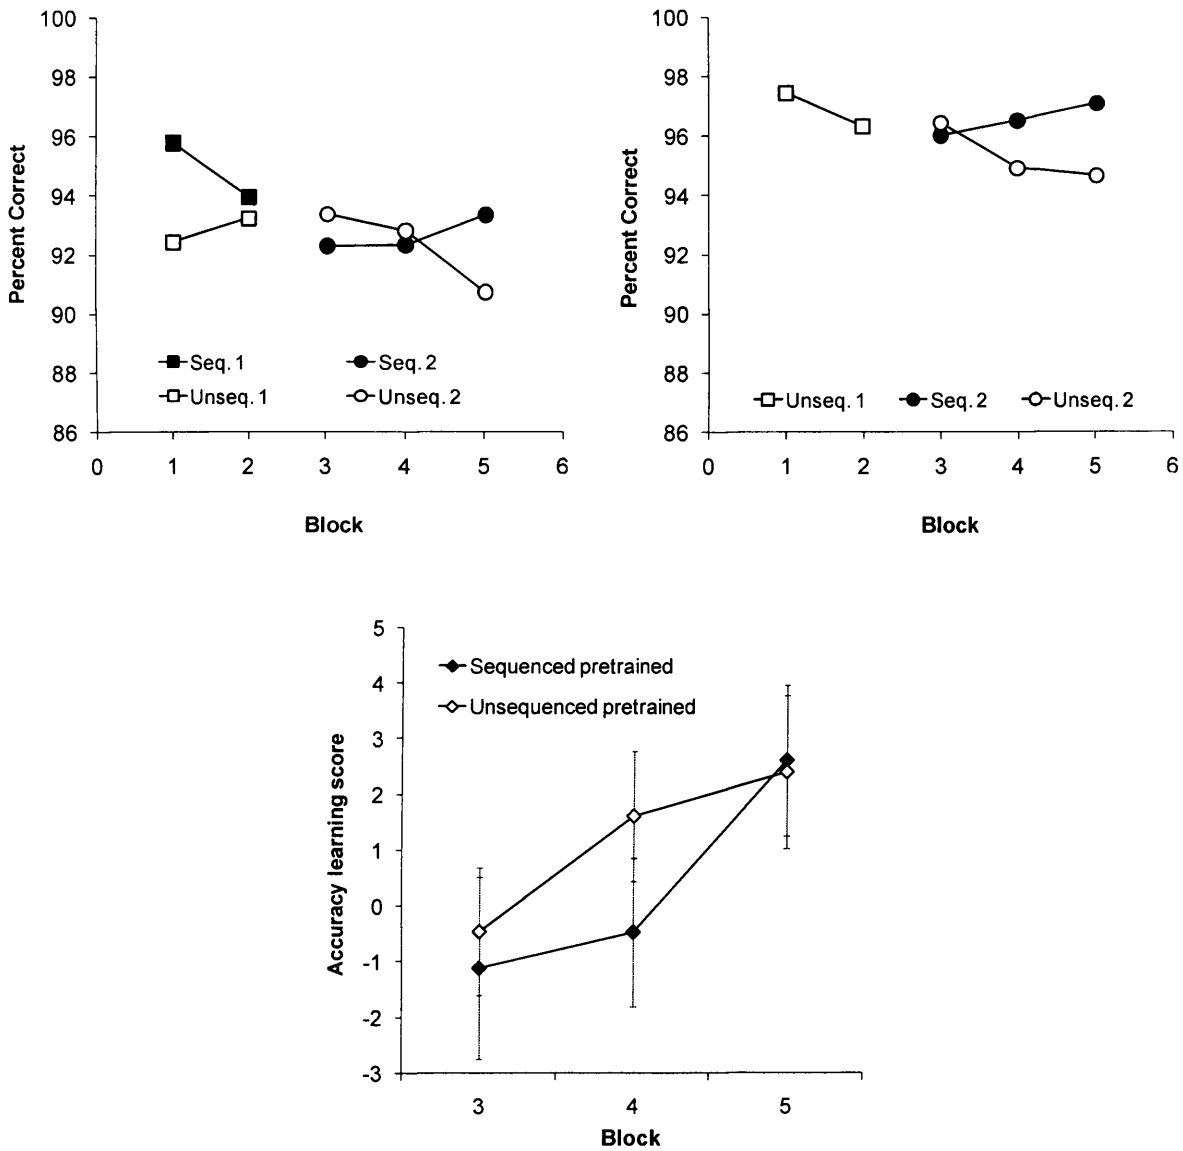 100
98
96
94
92
90
88
86
Percent Correct
Seq. 1
Seq. 2
Unseq. 1
Unseq. 2
0 1 2 3 4 5 6
Block
100
98
96
94
92
90
88
86
Percent Correct
Unseq. 1 Seq. 2 Unseq. 2
0 1 2 3 4 5 6
Block
5
4
3
2
1
0
-1
-2
-3
Accuracy learning score
Sequenced pretrained
Unsequenced pretrained
3 4 5
Block